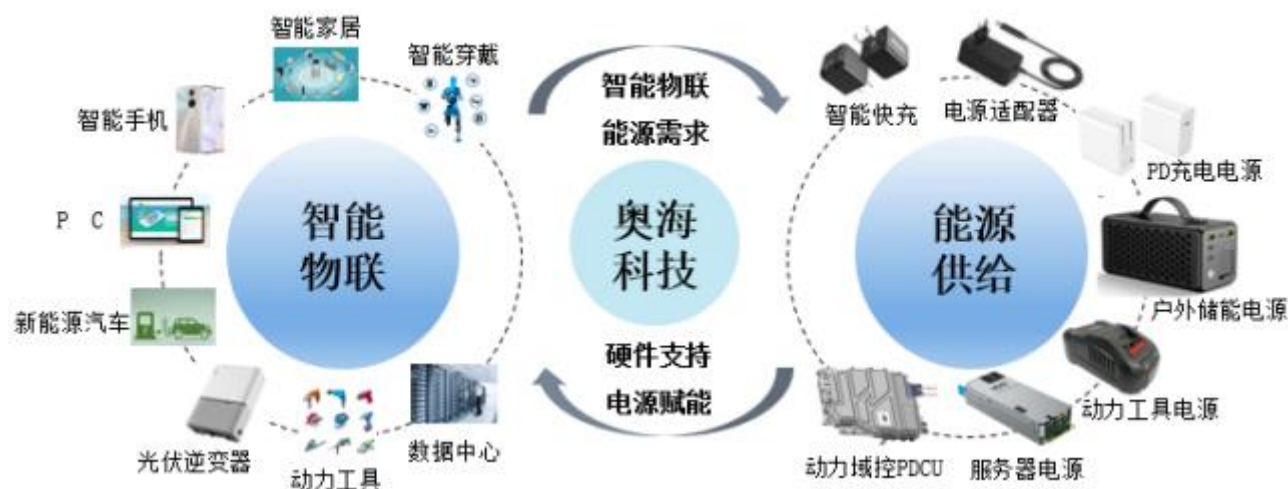 智能家居
智能穿戴
智能手机
P C
新能源汽车
光伏逆变器
动力工具
数据中心
智能
物联
智能物联
能源需求
奥海
科技
硬件支持
电源赋能
智能快充
电源适配器
PD充电电源
户外储能电源
动力工具电源
服务器电源
动力域控PDCU
能源
供给